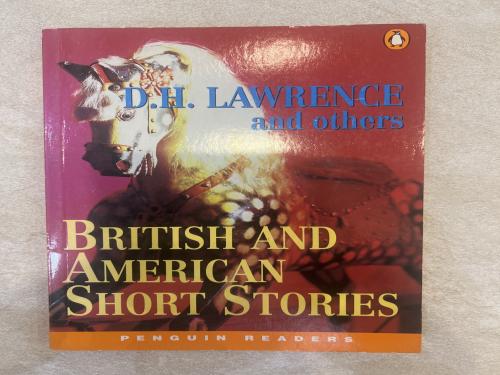 D.H. LAWRENCE
and others
BRITISH AND
AMERICAN
SHORT STORIES
PENGUIN READERS